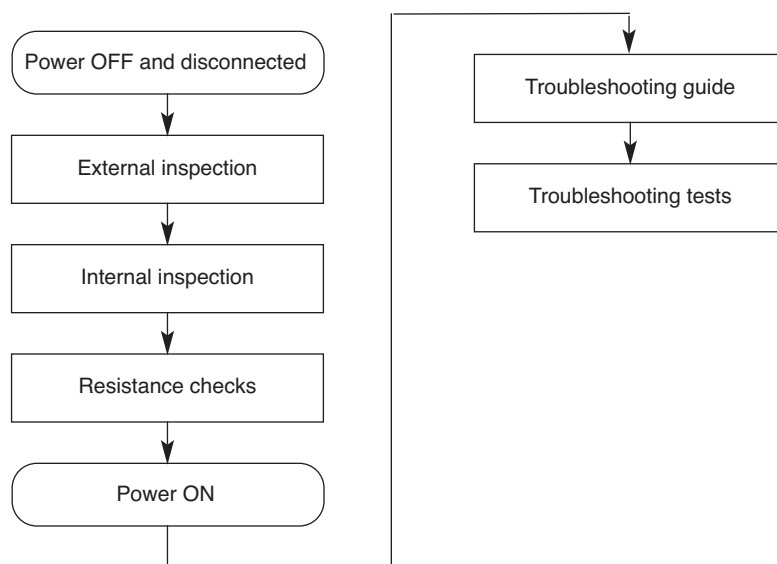 Power OFF and disconnected
External inspection
Internal inspection
Resistance checks
Power ON
Troubleshooting guide
Troubleshooting tests